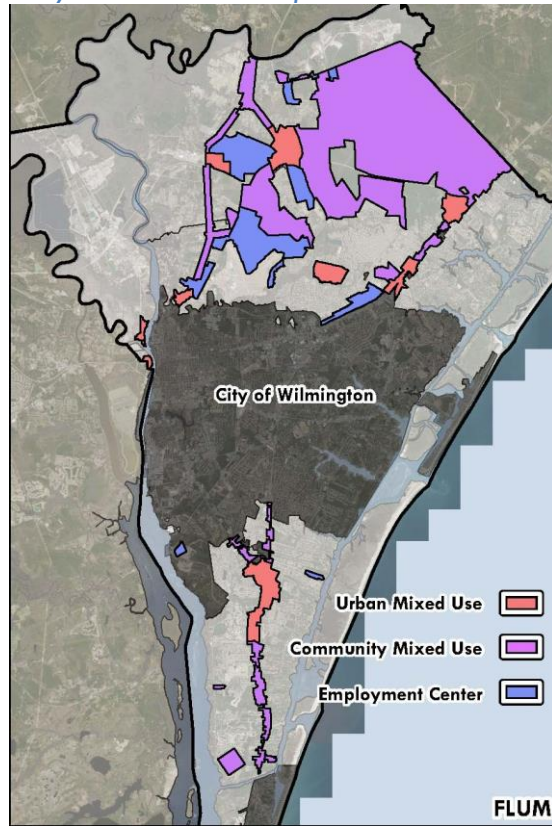 City of Wilmington
Urban Mixed Use
Community Mixed Use
Employment Center
FLUM